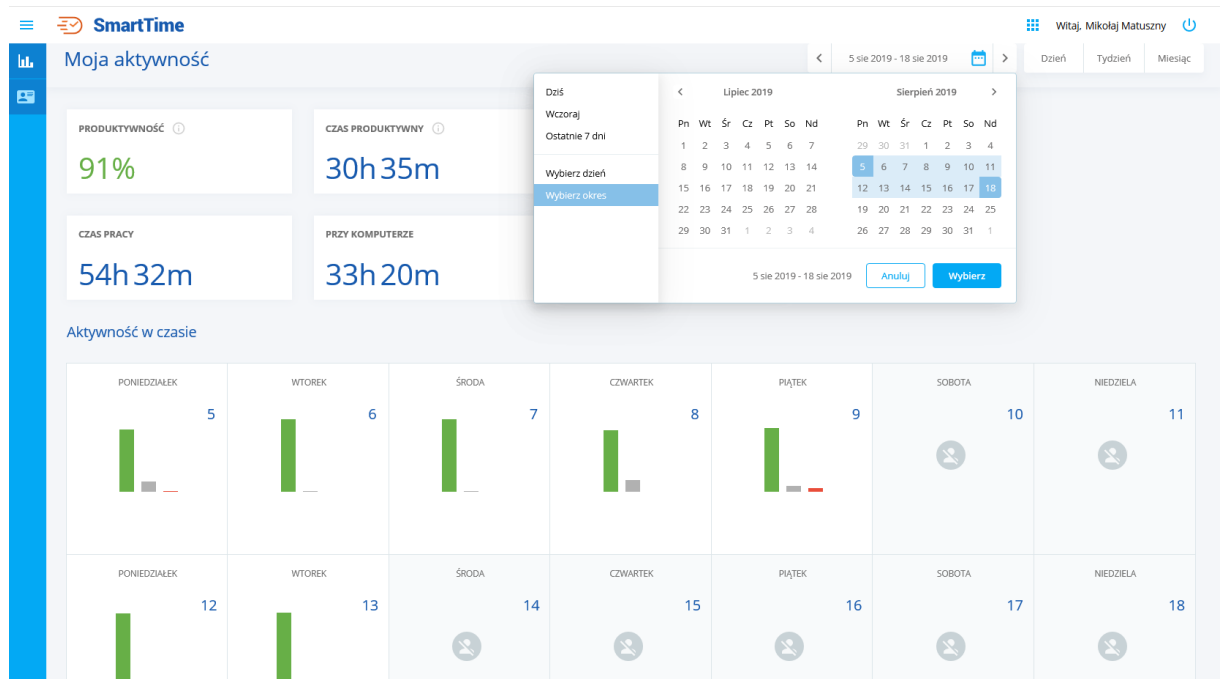 SmartTime
Witaj, Mikołaj Matuszny
Moja aktywność
5 sie 2019 - 18 sie 2019
Dzień Tydzień Miesiąc
PRODUKTYWNOŚĆ
91%
CZAS PRODUKTYWNY
30h 35m
CZAS PRACY
54h 32m
PRZY KOMPUTERZE
33h 20m
Dziś
Wczoraj
Ostatnie 7 dni
Wybierz dzień
Wybierz okres
Lipiec 2019
Pn Wt Śr Cz Pt So Nd
1 2 3 4 5 6 7
8 9 10 11 12 13 14
15 16 17 18 19 20 21
22 23 24 25 26 27 28
29 30 31 1 2 3 4
Sierpień 2019
Pn Wt Śr Cz Pt So Nd
29 30 31 1 2 3 4
5 6 7 8 9 10 11
12 13 14 15 16 17 18
19 20 21 22 23 24 25
26 27 28 29 30 31 1
5 sie 2019 - 18 sie 2019
Anuluj
Wybierz
Aktywność w czasie
PONIEDZIAŁEK WTOREK ŚRODA CZWARTEK PIĄTEK SOBOTA NIEDZIELA
5 6 7 8 9 10 11
PONIEDZIAŁEK WTOREK ŚRODA CZWARTEK PIĄTEK SOBOTA NIEDZIELA
12 13 14 15 16 17 18